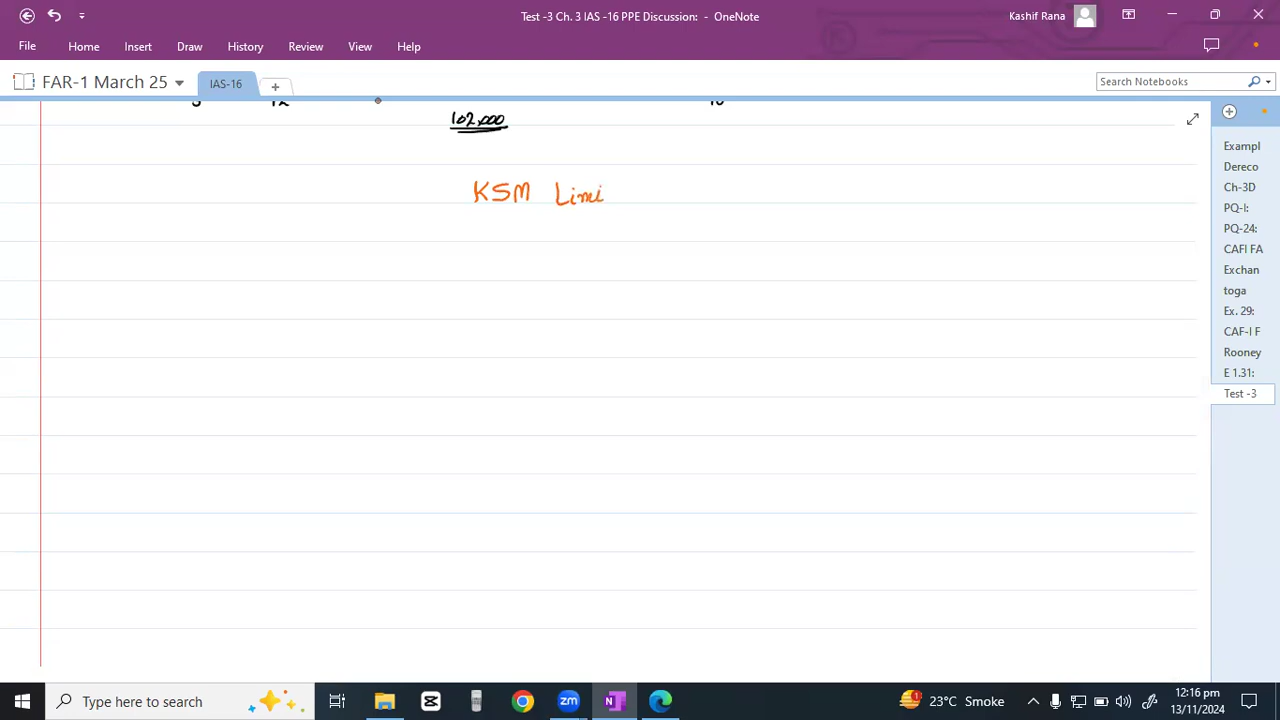 Test -3 Ch. 3 IAS -16 PPE Discussion: - OneNote
Kashif Rana
File Home Insert Draw History Review View Help
FAR-1 March 25
IAS-16
Search Notebooks
102,000
KSM Limi
Exampl
Dereco
Ch-3D
PQ-I:
PQ-24:
CAFI FA
Exchan
toga
Ex. 29:
CAF-I F
Rooney
E 1.31:
Test -3
Type here to search
zm
N
23°C Smoke
12:16 pm
13/11/2024